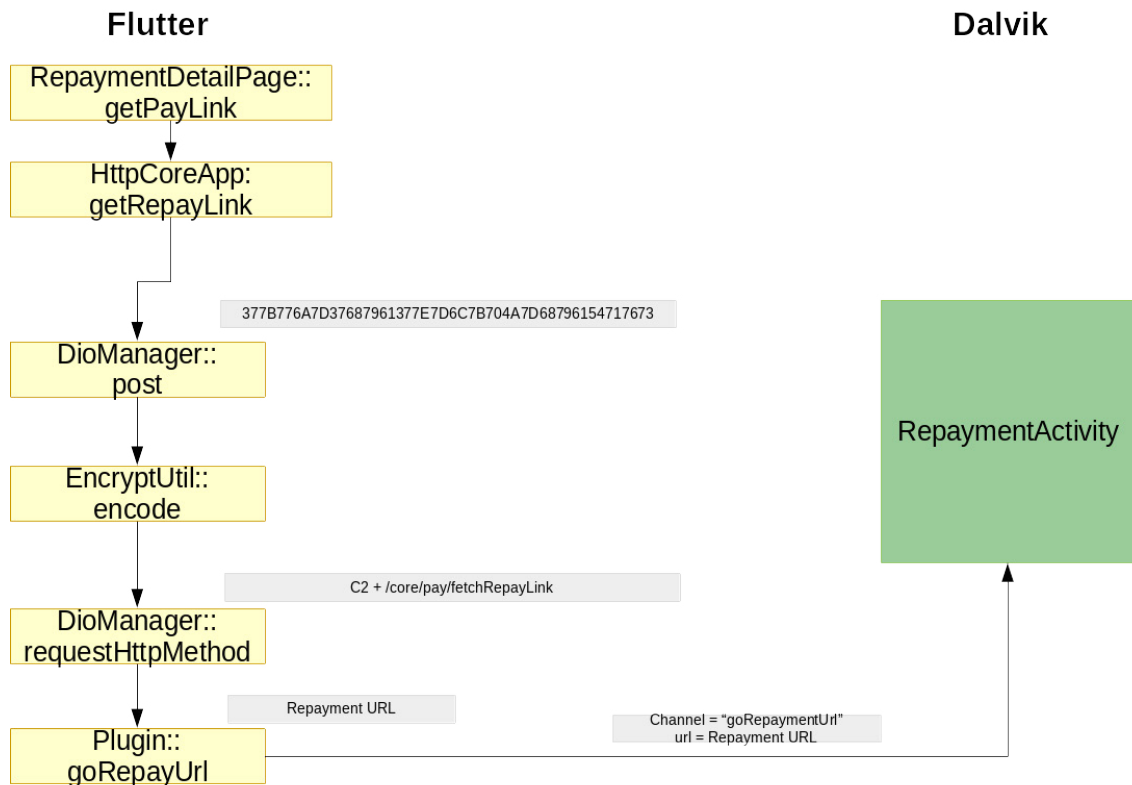 Flutter
Dalvik
RepaymentDetailPage::
getPayLink
HttpCoreApp:
getRepayLink
377B776A7D37687961377E7D6C7B704A7D68796154717673
DioManager::
post
RepaymentActivity
EncryptUtil::
encode
C2 + /core/pay/fetchRepayLink
DioManager::
requestHttpMethod
Repayment URL
Channel = “goRepaymentUrl”
url = Repayment URL
Plugin::
goRepayUrl